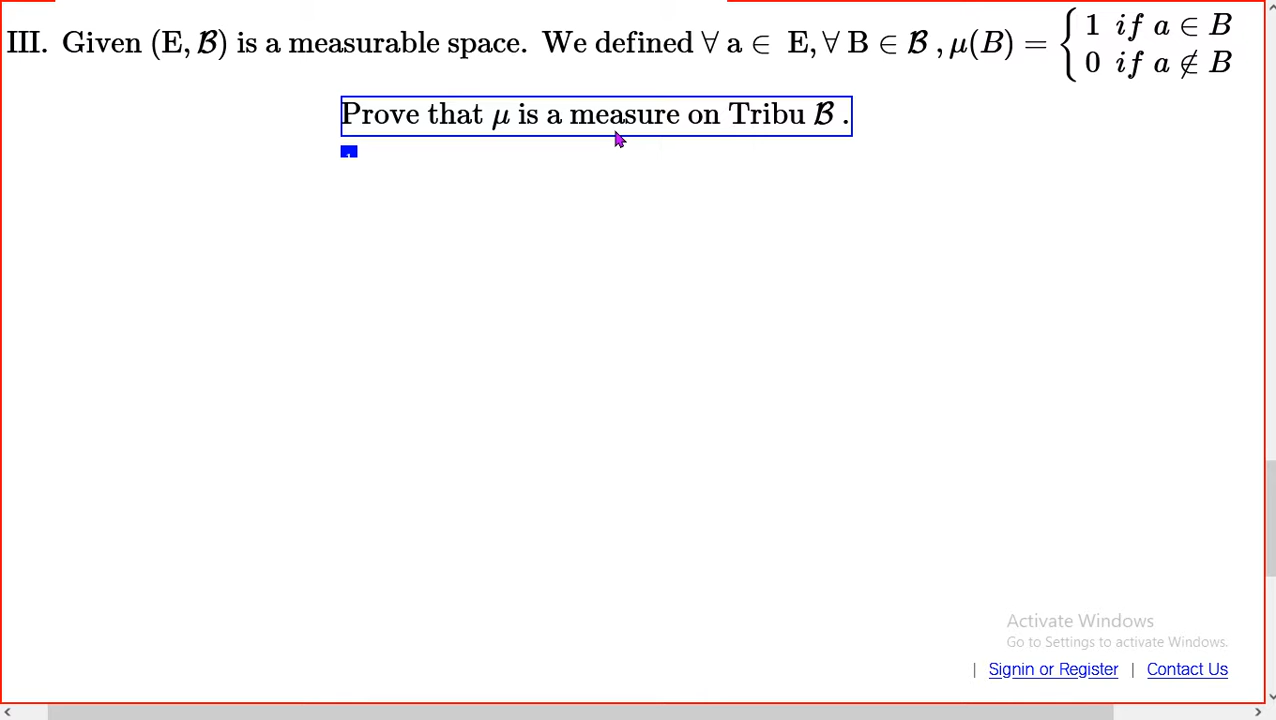 III. Given (E, ℬ) is a measurable space. We defined ∀ a ∈ E, ∀ B ∈ ℬ , μ(B) = { 1 if a ∈ B
0 if a ∉ B
Prove that μ is a measure on Tribu ℬ .
Activate Windows
Go to Settings to activate Windows.
| Signin or Register | Contact Us